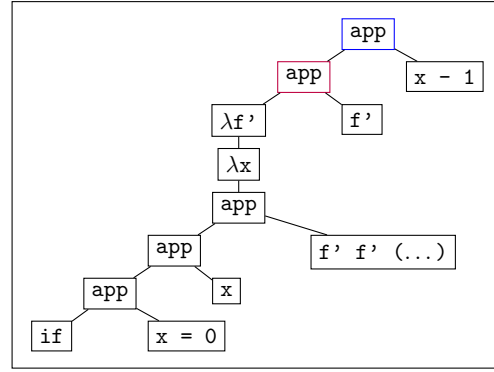 app
app
x - 1
λf'
f'
λx
app
app
f' f' (...)
app
x
if
x = 0